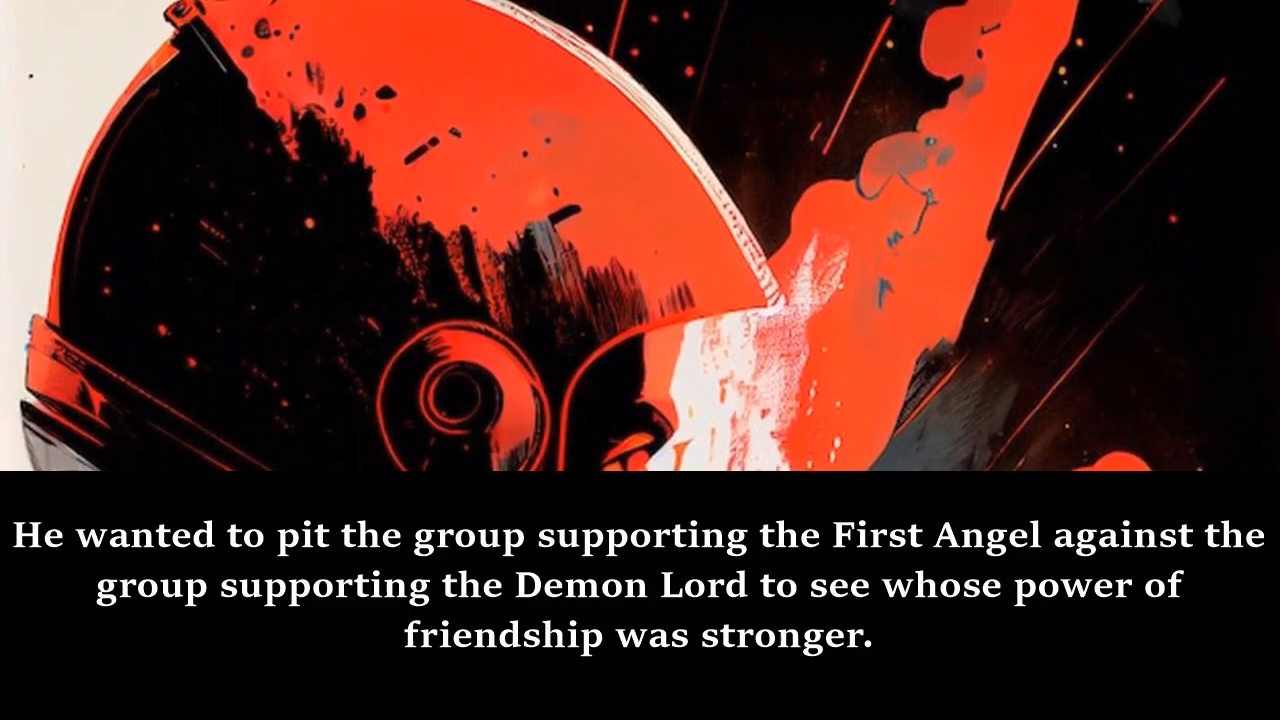 He wanted to pit the group supporting the First Angel against the
group supporting the Demon Lord to see whose power of
friendship was stronger.